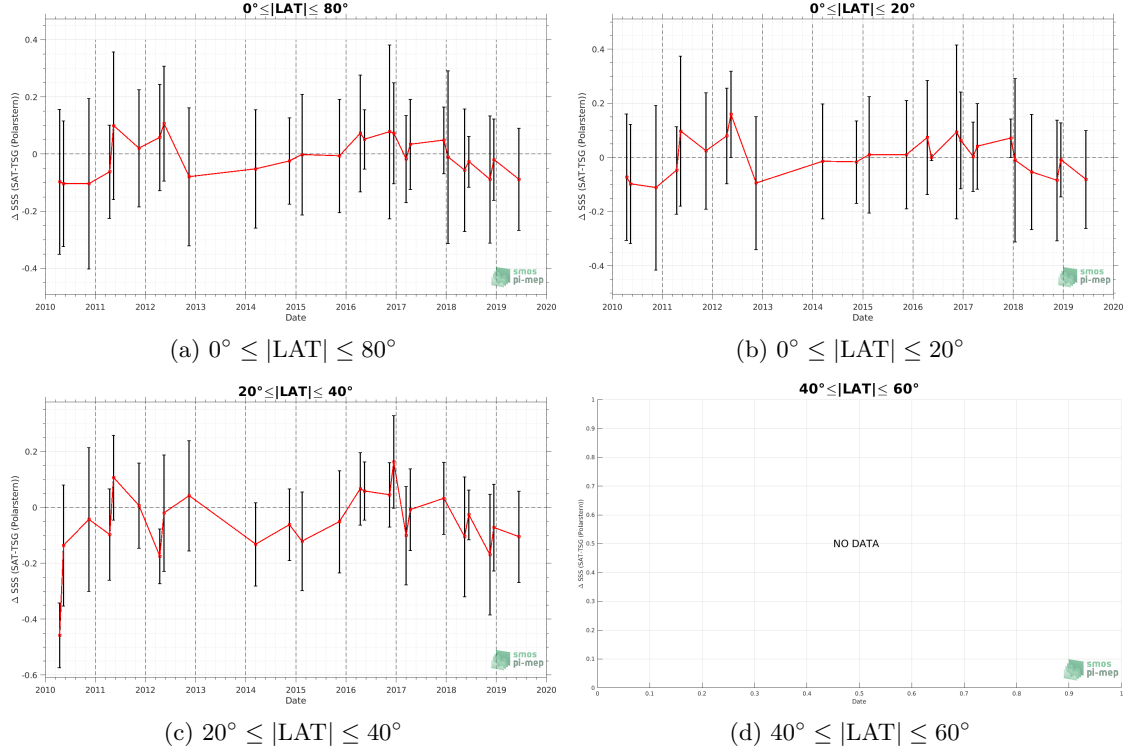 0°≤|LAT|≤ 80°
Δ SSS (SAT-TSG (Polarstern))
0.4
0.2
0
-0.2
-0.4
2010 2011 2012 2013 2014 2015 2016 2017 2018 2019 2020
Date
smos
pi-mep
(a) 0° ≤ |LAT| ≤ 80°
0°≤|LAT|≤ 20°
Δ SSS (SAT-TSG (Polarstern))
0.4
0.2
0
-0.2
-0.4
2010 2011 2012 2013 2014 2015 2016 2017 2018 2019 2020
Date
smos
pi-mep
(b) 0° ≤ |LAT| ≤ 20°
20°≤|LAT|≤ 40°
Δ SSS (SAT-TSG (Polarstern))
0.2
0
-0.2
-0.4
-0.6
2010 2011 2012 2013 2014 2015 2016 2017 2018 2019 2020
Date
smos
pi-mep
(c) 20° ≤ |LAT| ≤ 40°
40°≤|LAT|≤ 60°
Δ SSS (SAT-TSG (Polarstern))
1
0.9
0.8
0.7
0.6
0.5
0.4
0.3
0.2
0.1
0
NO DATA
0 0.1 0.2 0.3 0.4 0.5 0.6 0.7 0.8 0.9 1
Date
smos
pi-mep
(d) 40° ≤ |LAT| ≤ 60°